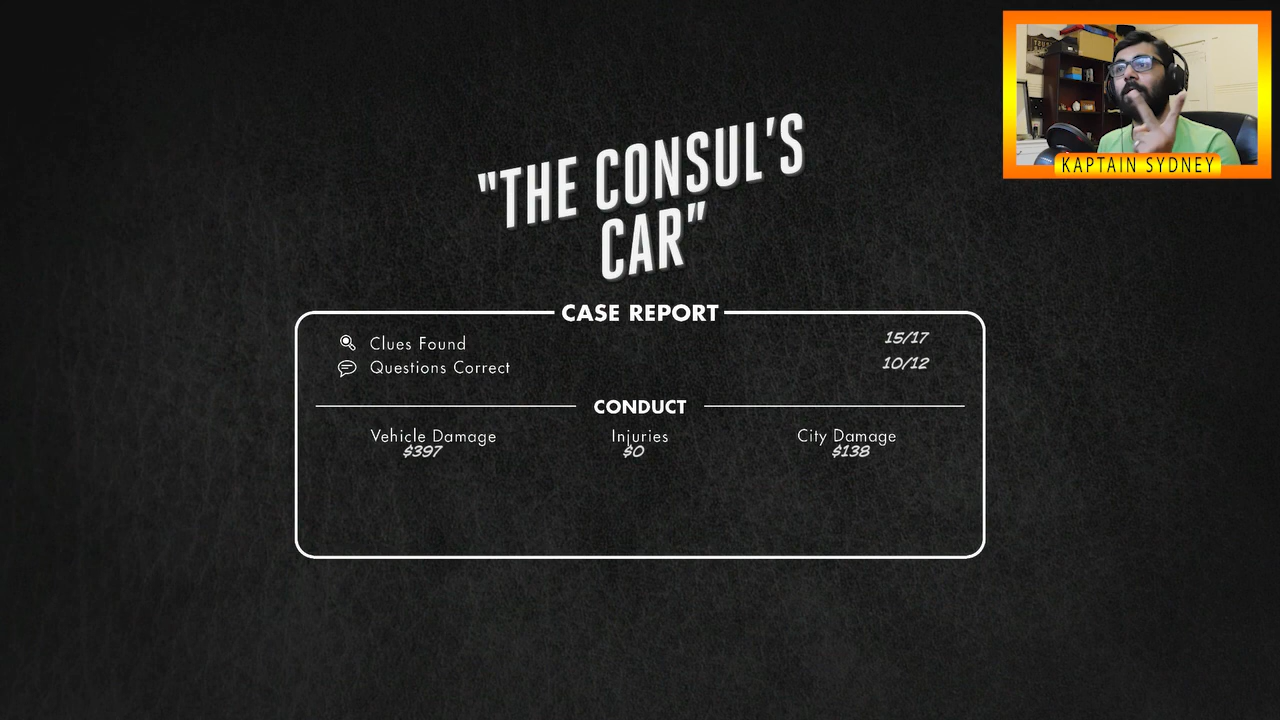 "THE CONSUL'S
CAR"
CASE REPORT
Clues Found 15/17
Questions Correct 10/12
CONDUCT
Vehicle Damage Injuries City Damage
$397 $0 $138
KAPTAIN SYDNEY